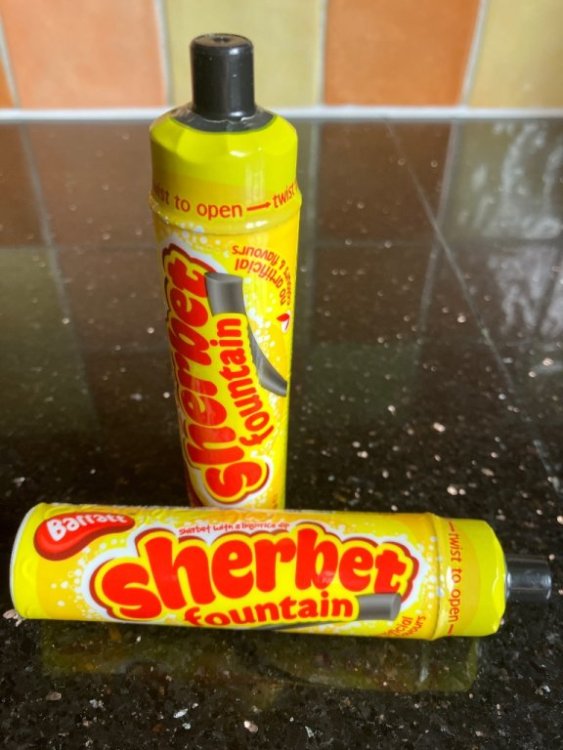 twist to open → twist
no artificial
colours & flavours
sherbet
fountain
Barratt
sherbet with a liquorice dip
sherbet
fountain
twist to open